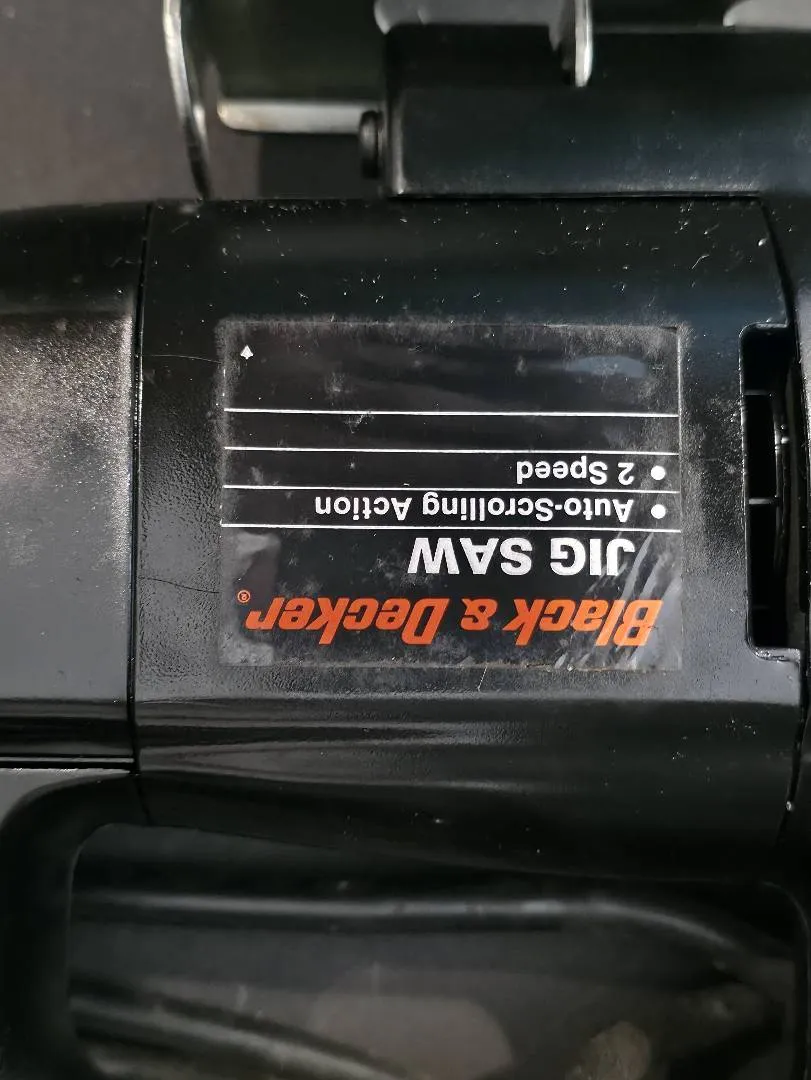 Black & Decker®
JIG SAW
• Auto-Scrolling Action
• 2 Speed